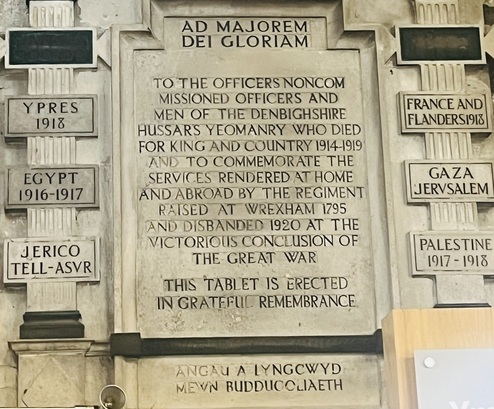 AD MAJOREM
DEI GLORIAM
TO THE OFFICERS NONCOM
MISSIONED OFFICERS AND
MEN OF THE DENBIGHSHIRE
HUSSARS YEOMANRY WHO DIED
FOR KING AND COUNTRY 1914-1919
AND TO COMMEMORATE THE
SERVICES RENDERED AT HOME
AND ABROAD BY THE REGIMENT
RAISED AT WREXHAM 1795
AND DISBANDED 1920 AT THE
VICTORIOUS CONCLUSION OF
THE GREAT WAR
THIS TABLET IS ERECTED
IN GRATEFUL REMEMBRANCE
ANGAU A LYNGCWYD
MEWN BUDDUGOLIAETH
YPRES
1918
EGYPT
1916-1917
JERICO
TELL-ASVR
FRANCE AND
FLANDERS 1918
GAZA
JERVSALEM
PALESTINE
1917-1918